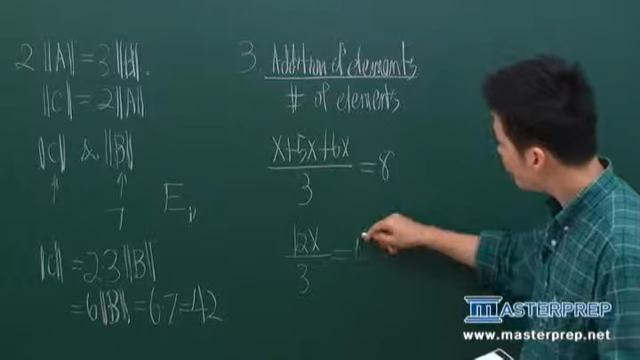 2 ||A|| = 3||B||.
||C|| = 2||A||
||C|| & ||B||
↑ ↑
7
E,
||C|| = 2·3||B||
= 6||B|| = 6·7 = 42
3 Addition of elements
# of elements
x+5x+6x
3
= 8
12x
3
=
MASTERPREP
www.masterprep.net